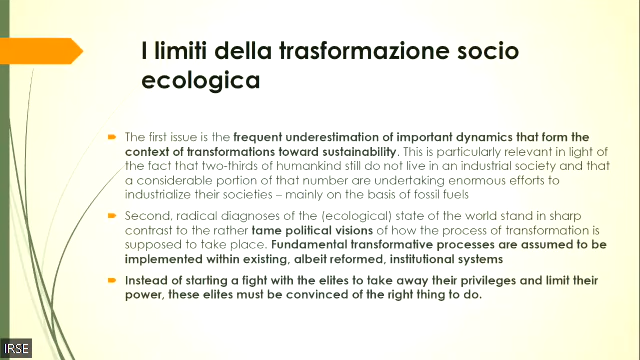 I limiti della trasformazione socio
ecologica
The first issue is the frequent underestimation of important dynamics that form the
context of transformations toward sustainability. This is particularly relevant in light of
the fact that two-thirds of humankind still do not live in an industrial society and that
a considerable portion of that number are undertaking enormous efforts to
industrialize their societies – mainly on the basis of fossil fuels
Second, radical diagnoses of the (ecological) state of the world stand in sharp
contrast to the rather tame political visions of how the process of transformation is
supposed to take place. Fundamental transformative processes are assumed to be
implemented within existing, albeit reformed, institutional systems
Instead of starting a fight with the elites to take away their privileges and limit their
power, these elites must be convinced of the right thing to do.
IRSE